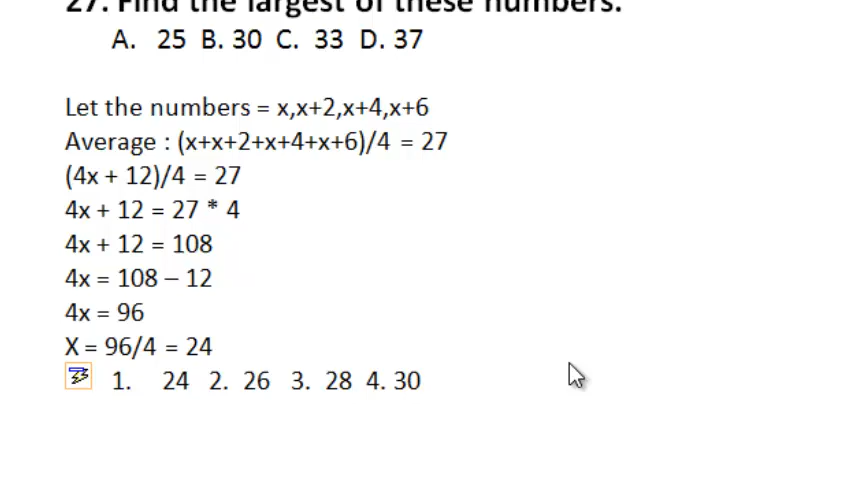 27. Find the largest of these numbers.
A. 25 B. 30 C. 33 D. 37
Let the numbers = x,x+2,x+4,x+6
Average : (x+x+2+x+4+x+6)/4 = 27
(4x + 12)/4 = 27
4x + 12 = 27 * 4
4x + 12 = 108
4x = 108 – 12
4x = 96
X = 96/4 = 24
1. 24 2. 26 3. 28 4. 30